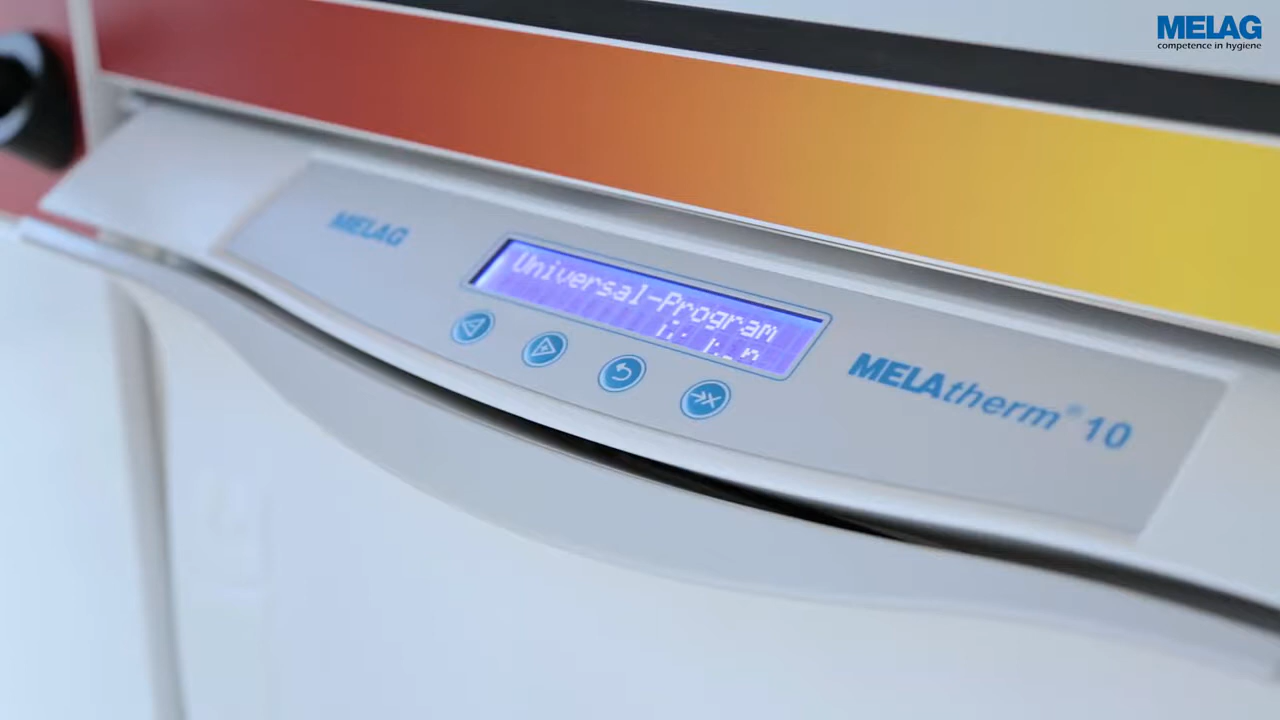 MELAG
competence in hygiene
MELAG
Universal-Program
MELAtherm® 10